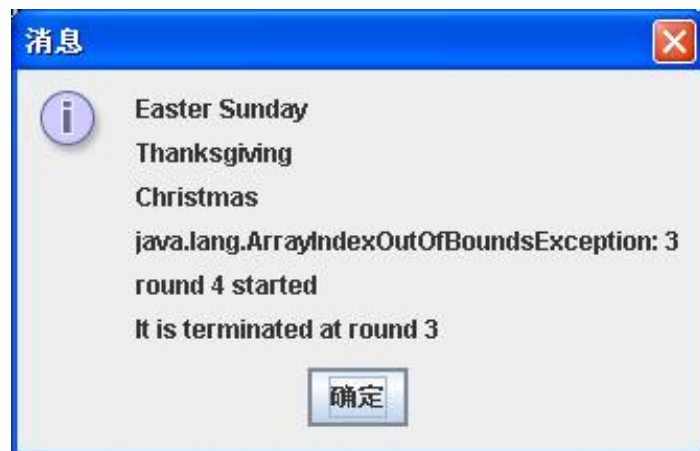 消息
Easter Sunday
Thanksgiving
Christmas
java.lang.ArrayIndexOutOfBoundsException: 3
round 4 started
It is terminated at round 3
确定